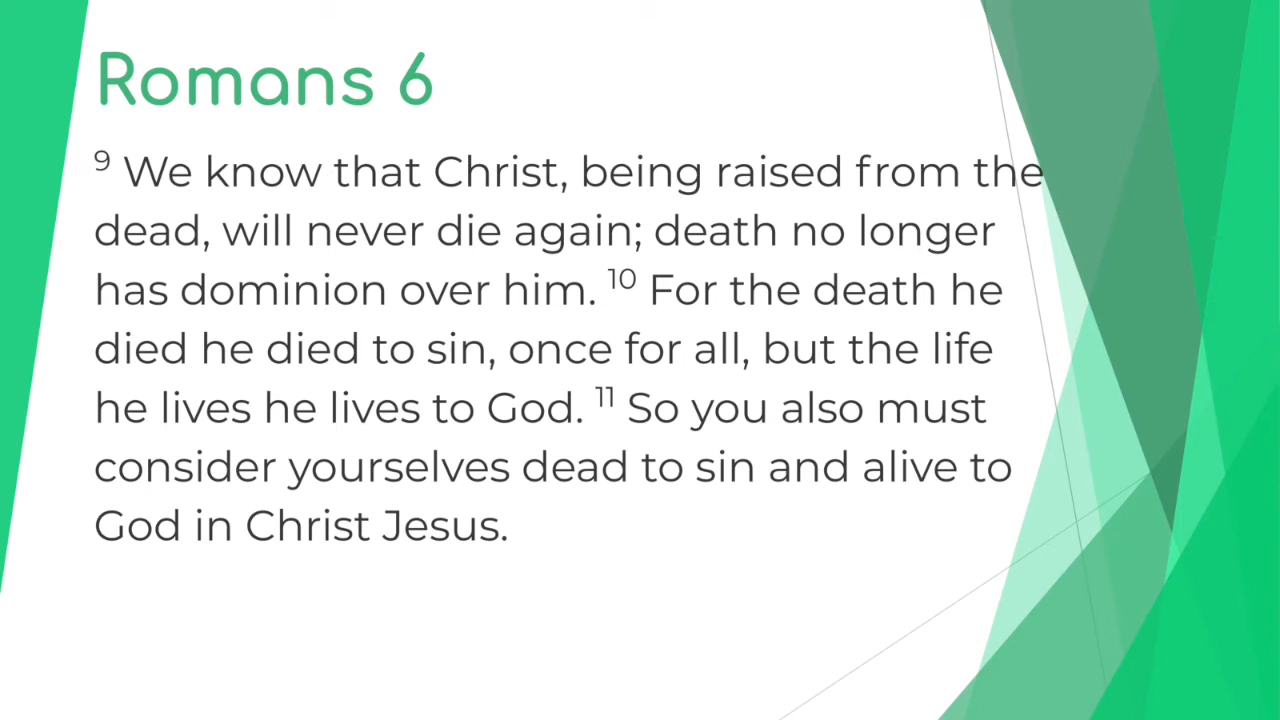 Romans 6
⁹ We know that Christ, being raised from the
dead, will never die again; death no longer
has dominion over him. ¹⁰ For the death he
died he died to sin, once for all, but the life
he lives he lives to God. ¹¹ So you also must
consider yourselves dead to sin and alive to
God in Christ Jesus.